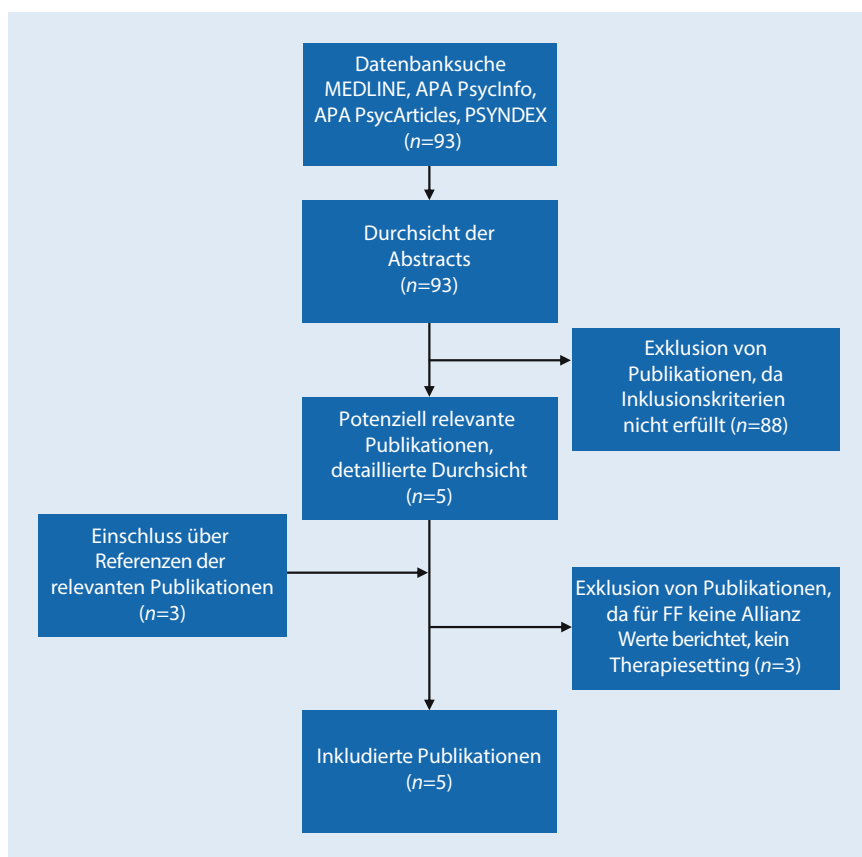 Datenbanksuche
MEDLINE, APA PsycInfo,
APA PsycArticles, PSYNDEX
(n=93)
Durchsicht der
Abstracts
(n=93)
Exklusion von
Publikationen, da
Inklusionskriterien
nicht erfüllt (n=88)
Potenziell relevante
Publikationen,
detaillierte Durchsicht
(n=5)
Einschluss über
Referenzen der
relevanten Publikationen
(n=3)
Exklusion von Publikationen,
da für FF keine Allianz
Werte berichtet, kein
Therapiesetting (n=3)
Inkludierte Publikationen
(n=5)